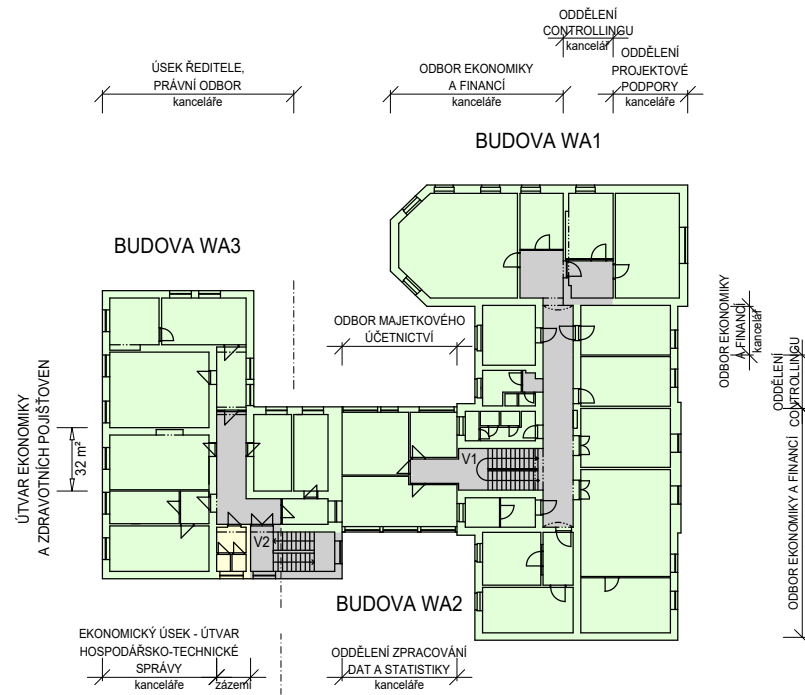 ODDĚLENÍ
CONTROLLINGU
kancelář
ÚSEK ŘEDITELE,
PRÁVNÍ ODBOR
kanceláře
ODBOR EKONOMIKY
A FINANCÍ
kanceláře
ODDĚLENÍ
PROJEKTOVÉ
PODPORY
kanceláře
BUDOVA WA1
BUDOVA WA3
ODBOR MAJETKOVÉHO
ÚČETNICTVÍ
ODBOR EKONOMIKY
A FINANCÍ
kancelář
ODDĚLENÍ
CONTROLLINGU
ODBOR EKONOMIKY A FINANCÍ
ÚTVAR EKONOMIKY
A ZDRAVOTNÍCH POJIŠŤOVEN
32 m²
V1
V2
BUDOVA WA2
EKONOMICKÝ ÚSEK - ÚTVAR
HOSPODÁŘSKO-TECHNICKÉ
SPRÁVY
kanceláře
zázemí
ODDĚLENÍ ZPRACOVÁNÍ
DAT A STATISTIKY
kanceláře